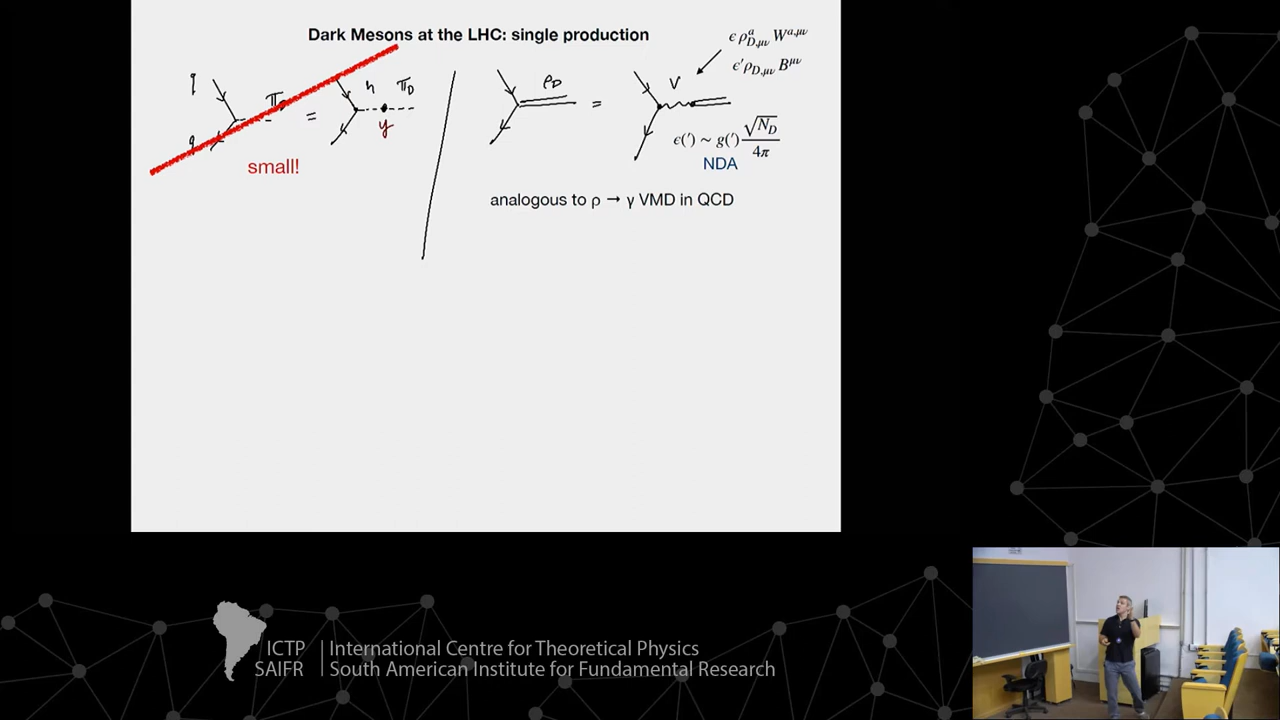 Dark Mesons at the LHC: single production
ϵ ρ^a_{D,μν} W^{a,μν}
ϵ′ρ_{D,μν} B^{μν}
q
q
π_D
=
h π_D
y
small!
ρ_D
=
V
ϵ(′) ~ g(′) √N_D / 4π
NDA
analogous to ρ → γ VMD in QCD
ICTP
SAIFR
International Centre for Theoretical Physics
South American Institute for Fundamental Research